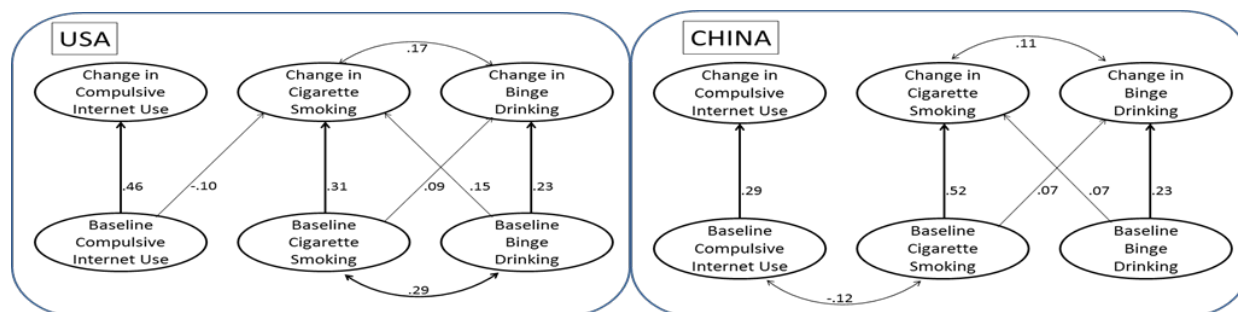 USA
.17
Change in
Compulsive
Internet Use
Change in
Cigarette
Smoking
Change in
Binge
Drinking
.46
-.10
.31
.09
.15
.23
Baseline
Compulsive
Internet Use
Baseline
Cigarette
Smoking
Baseline
Binge
Drinking
.29
CHINA
.11
Change in
Compulsive
Internet Use
Change in
Cigarette
Smoking
Change in
Binge
Drinking
.29
.52
.07
.07
.23
Baseline
Compulsive
Internet Use
Baseline
Cigarette
Smoking
Baseline
Binge
Drinking
-.12